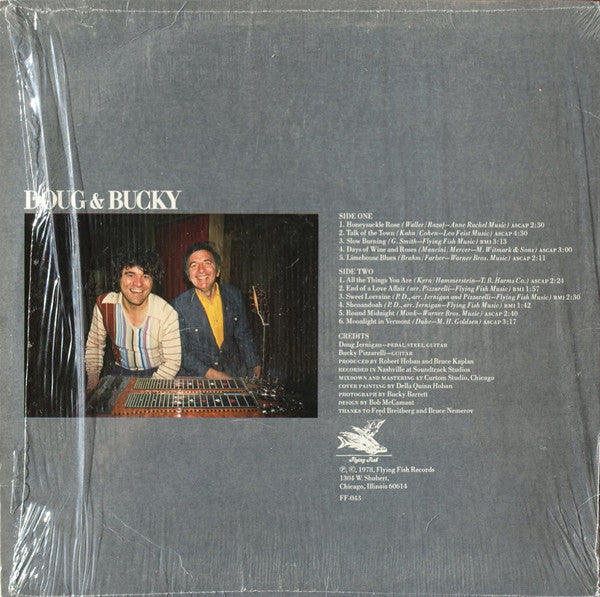 DOUG & BUCKY
SIDE ONE
1. Honeysuckle Rose (Waller/Razaf—Anne Rachel Music) ASCAP 2:30
2. Talk of the Town (Kahn/Cohen—Leo Feist Music) ASCAP 4:30
3. Slow Burning (G. Smith—Flying Fish Music) BMI 3:13
4. Days of Wine and Roses (Mancini/Mercer—M. Witmark & Sons) ASCAP 3:00
5. Limehouse Blues (Braham/Furber—Warner Bros. Music) ASCAP 2:21
SIDE TWO
1. All the Things You Are (Kern/Hammerstein—T. B. Harms Co.) ASCAP 2:24
2. End of a Love Affair (arr. Pizzarelli—Flying Fish Music) BMI 1:57
3. Sweet Lorraine (P.D., arr. Jernigan and Pizzarelli—Flying Fish Music) BMI 2:30
4. Shenandoah (P.D., arr. Jernigan—Flying Fish Music) BMI 1:42
5. Round Midnight (Monk—Warner Bros. Music) ASCAP 2:40
6. Moonlight in Vermont (Duke—M. H. Goldsen) ASCAP 3:17
CREDITS
Doug Jernigan—PEDAL STEEL GUITAR
Bucky Pizzarelli—GUITAR
PRODUCED BY Robert Hoban and Bruce Kaplan
RECORDED IN Nashville at Soundtrack Studios
MIXDOWN AND MASTERING at Curtom Studio, Chicago
COVER PAINTING BY Della Quinn Hoban
PHOTOGRAPH BY Bucky Barrett
DESIGN BY Bob McCamant
THANKS TO Fred Breitberg and Bruce Nemerov
Flying Fish
Ⓟ, ©, 1978, Flying Fish Records
1304 W. Shubert,
Chicago, Illinois 60614
FF-043